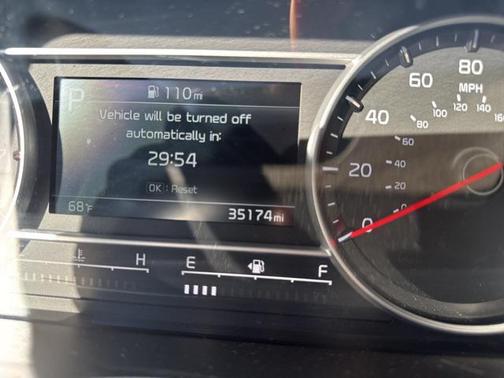 P 110mi
Vehicle will be turned off
automatically in:
29:54
OK : Reset
68°F 35174mi
H E F
80
60 MPH
120 140 160
100
40 80
60
20 40
20
0 0